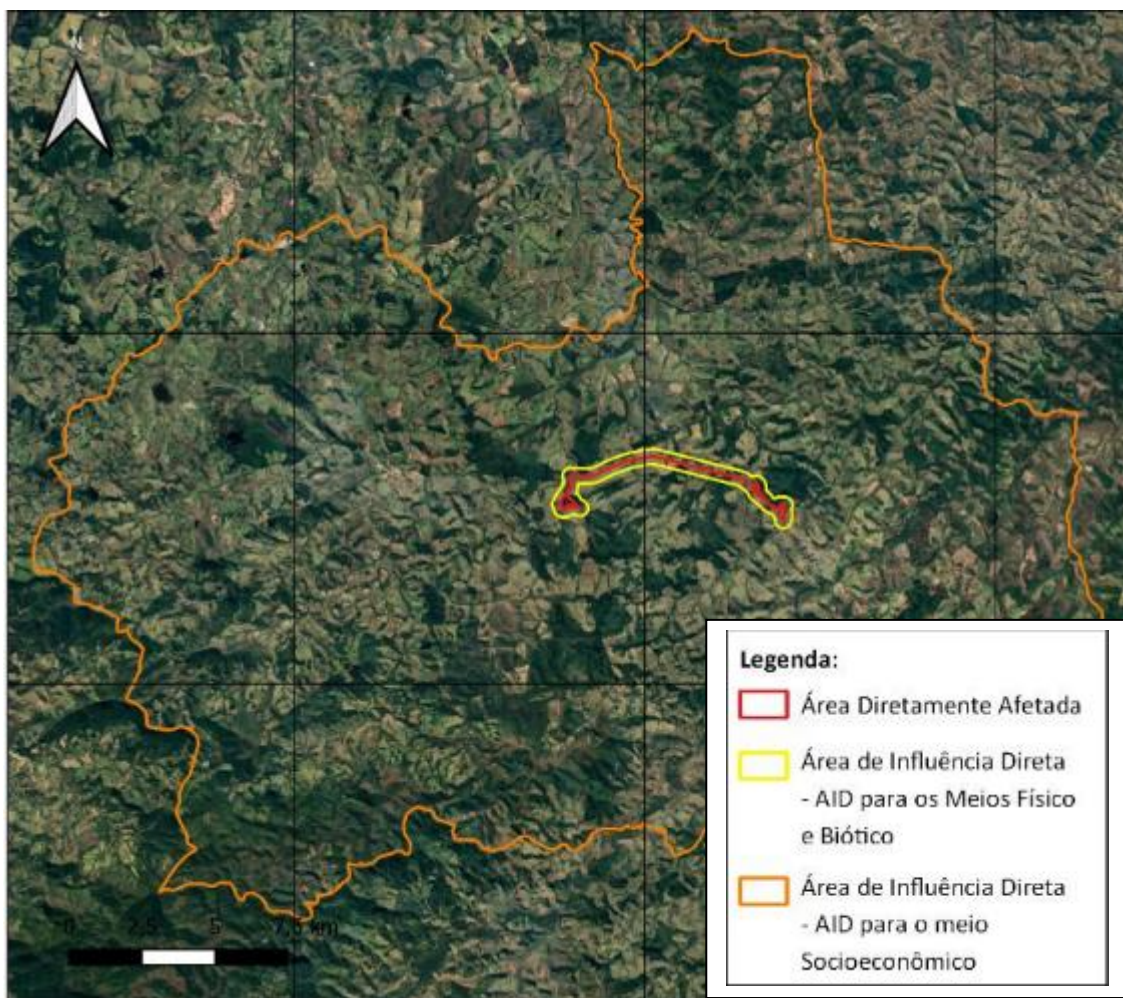 N
0 2,5 5 7,5 km
Legenda:
Área Diretamente Afetada
Área de Influência Direta
- AID para os Meios Físico
e Biótico
Área de Influência Direta
- AID para o meio
Socioeconômico